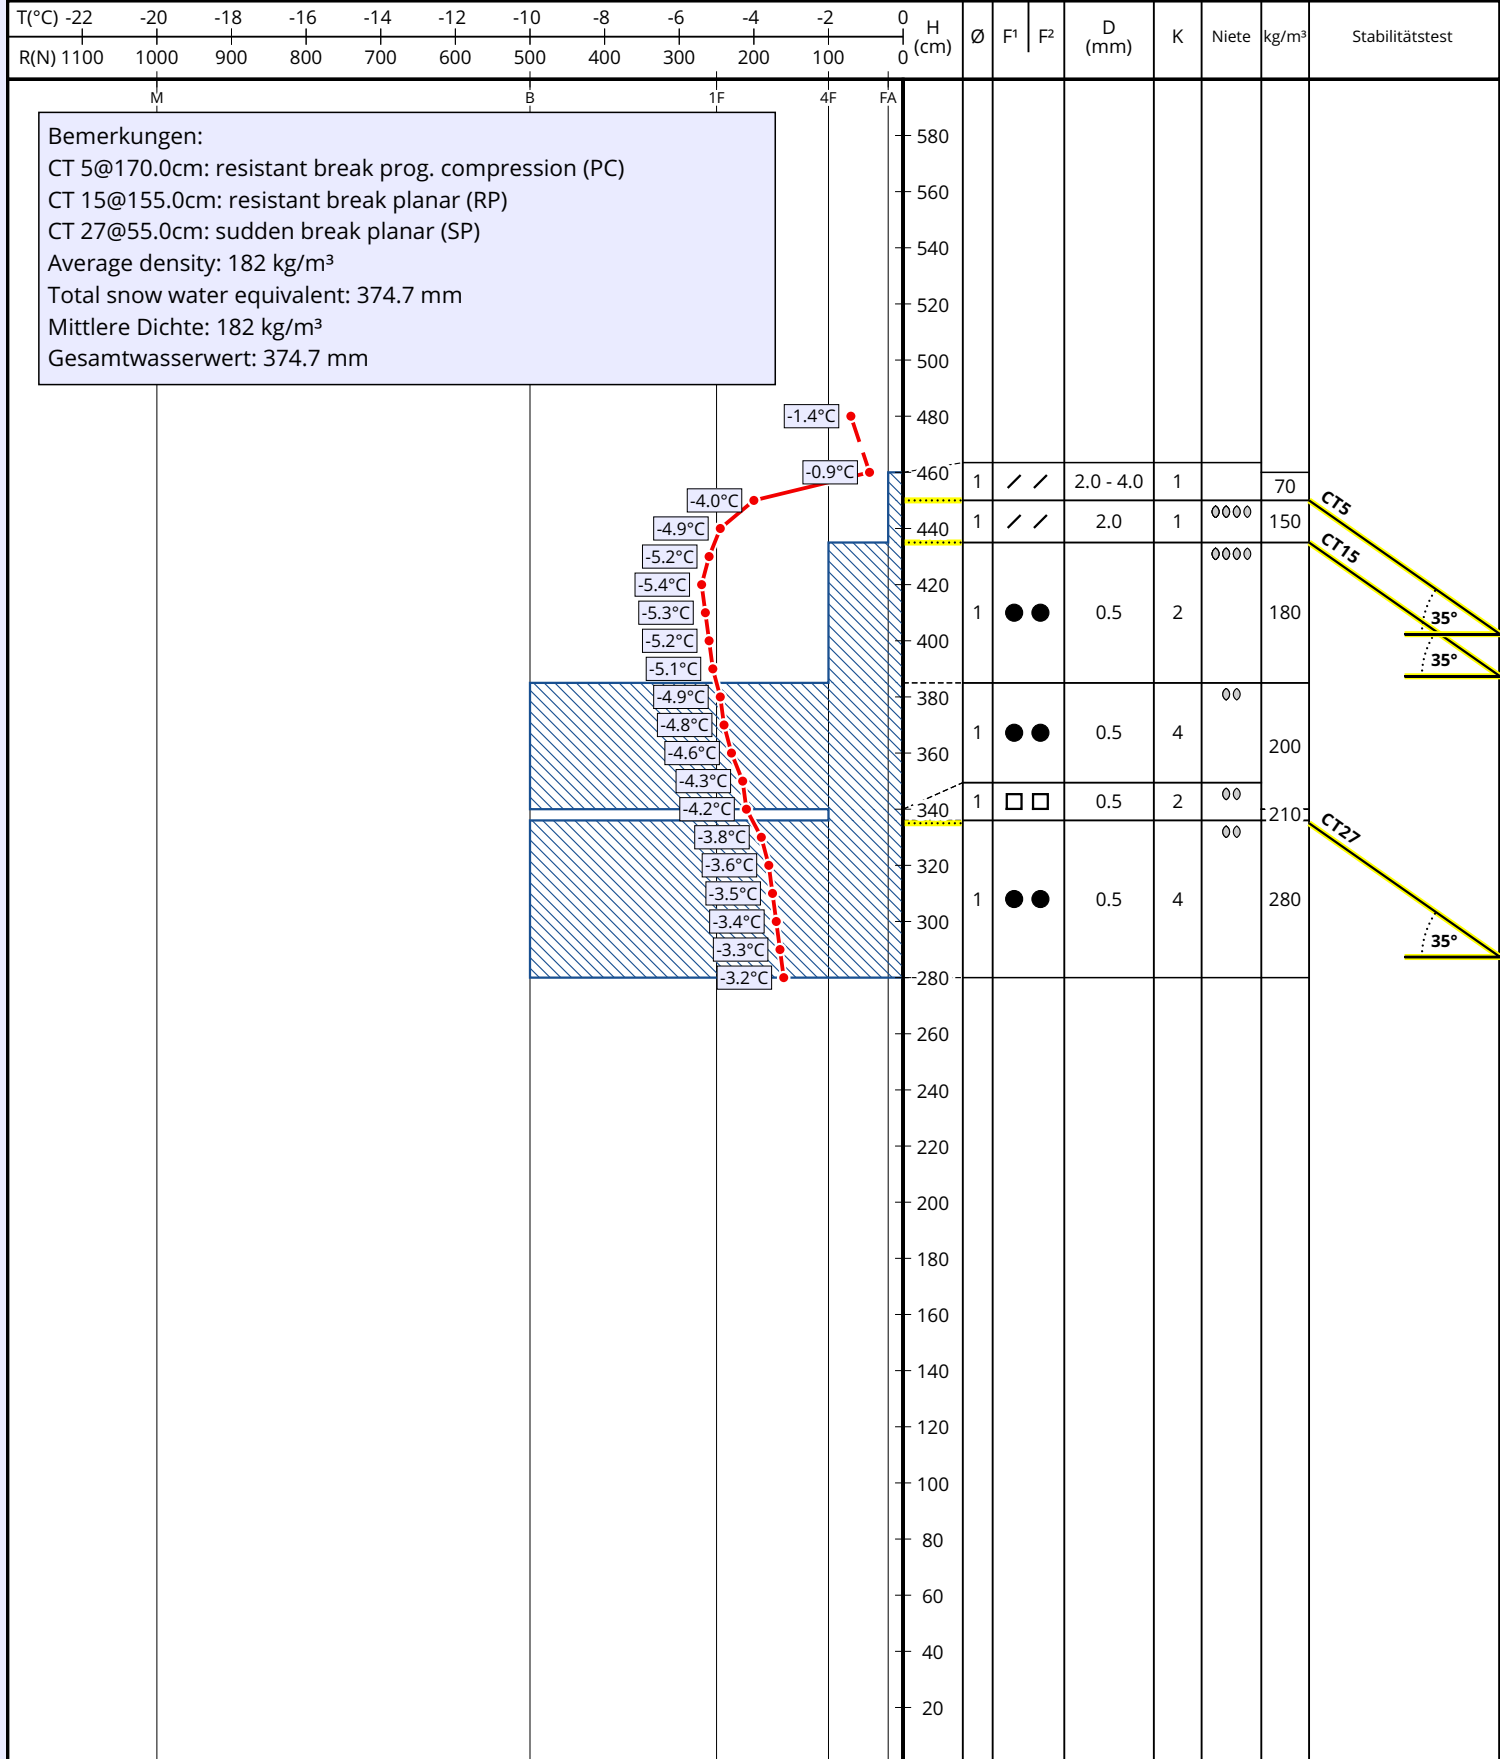 T(°C) -22 -20 -18 -16 -14 -12 -10 -8 -6 -4 -2 0
R(N) 1100 1000 900 800 700 600 500 400 300 200 100 0
H (cm) Ø F¹ F² D (mm) K Niete kg/m³ Stabilitätstest
M B 1F 4F FA
Bemerkungen:
CT 5@170.0cm: resistant break prog. compression (PC)
CT 15@155.0cm: resistant break planar (RP)
CT 27@55.0cm: sudden break planar (SP)
Average density: 182 kg/m³
Total snow water equivalent: 374.7 mm
Mittlere Dichte: 182 kg/m³
Gesamtwasserwert: 374.7 mm
580
560
540
520
500
-1.4°C 480
-0.9°C 460
1 2.0 - 4.0 1 70
-4.0°C CT5
-4.9°C 440 1 2.0 1 150
CT15
-5.2°C
-5.4°C 420
-5.3°C 1 0.5 2 180 35°
-5.2°C 400
35°
-5.1°C
-4.9°C 380
-4.8°C
1 0.5 4 200
-4.6°C 360
-4.3°C
1 0.5 2
-4.2°C 340 210
CT27
-3.8°C
-3.6°C 320
-3.5°C 1 0.5 4 280
-3.4°C 300
35°
-3.3°C
-3.2°C 280
260
240
220
200
180
160
140
120
100
80
60
40
20